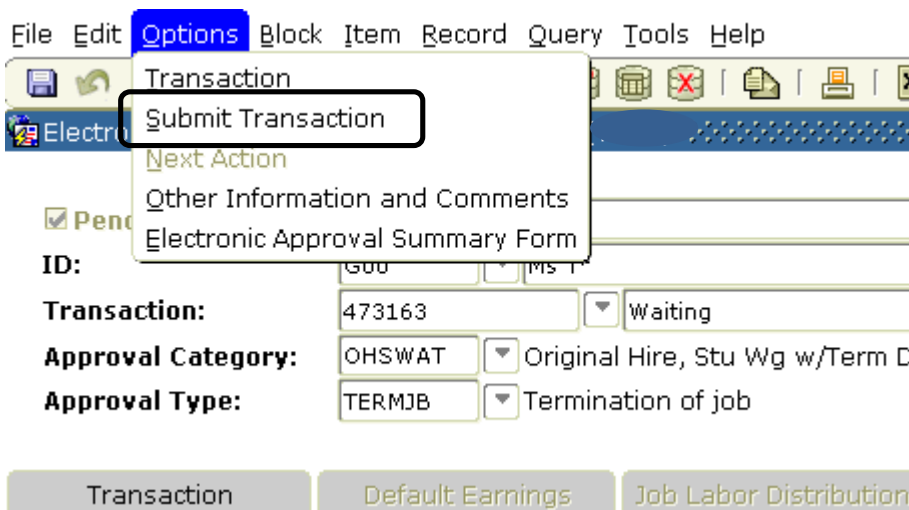 File Edit Options Block Item Record Query Tools Help
Transaction
Submit Transaction
Electro
Next Action
Other Information and Comments
Pend
Electronic Approval Summary Form
ID: G00 Ms T
Transaction: 473163 Waiting
Approval Category: OHSWAT Original Hire, Stu Wg w/Term D
Approval Type: TERMJB Termination of job
Transaction Default Earnings Job Labor Distribution